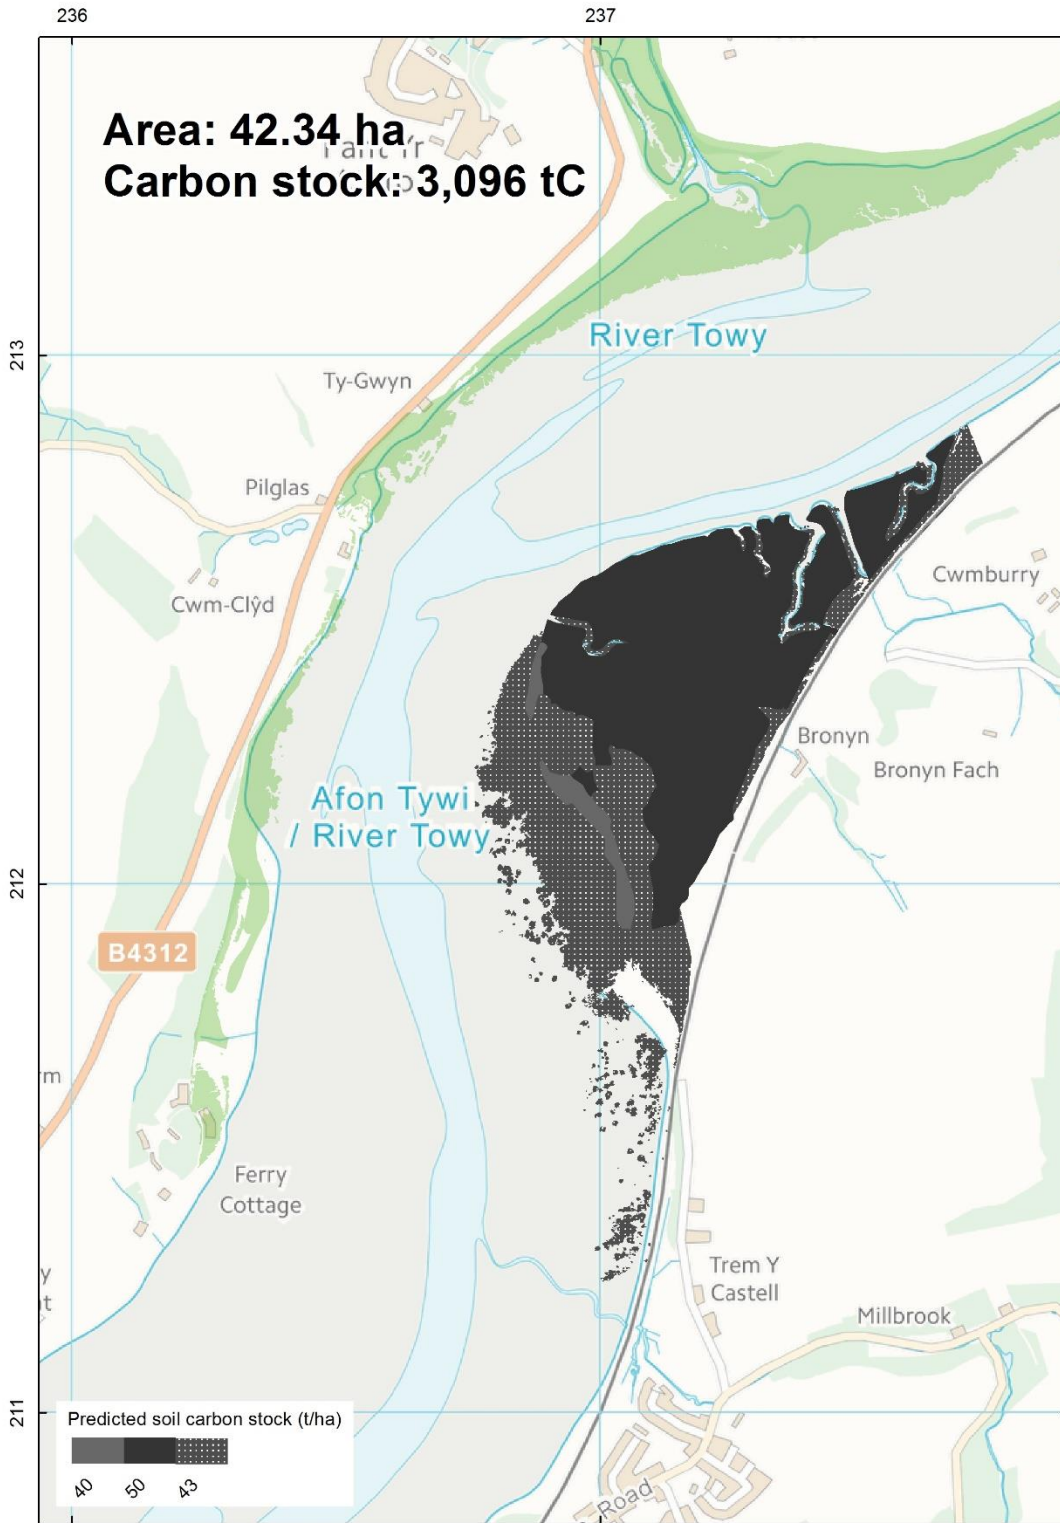 236
237
Area: 42.34 ha
Carbon stock: 3,096 tC
213
River Towy
Ty-Gwyn
Pilglas
Cwm-Clŷd
Cwmburry
Bronyn
Bronyn Fach
Afon Tywi
/ River Towy
212
B4312
rm
Ferry
Cottage
y
Trem Y
Castell
Millbrook
211
Predicted soil carbon stock (t/ha)
40
50
43
Road